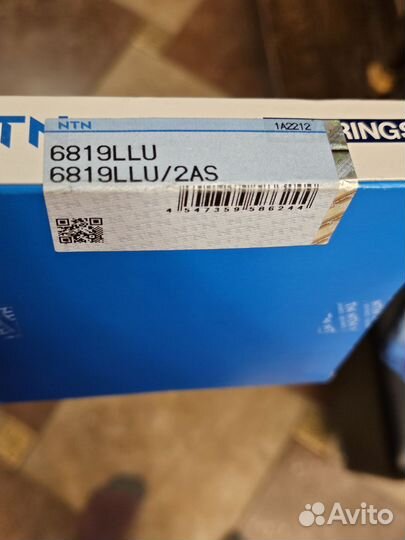 NTN
1A2212
RINGS
6819LLU
6819LLU/2AS
4 547359 586244
Avito